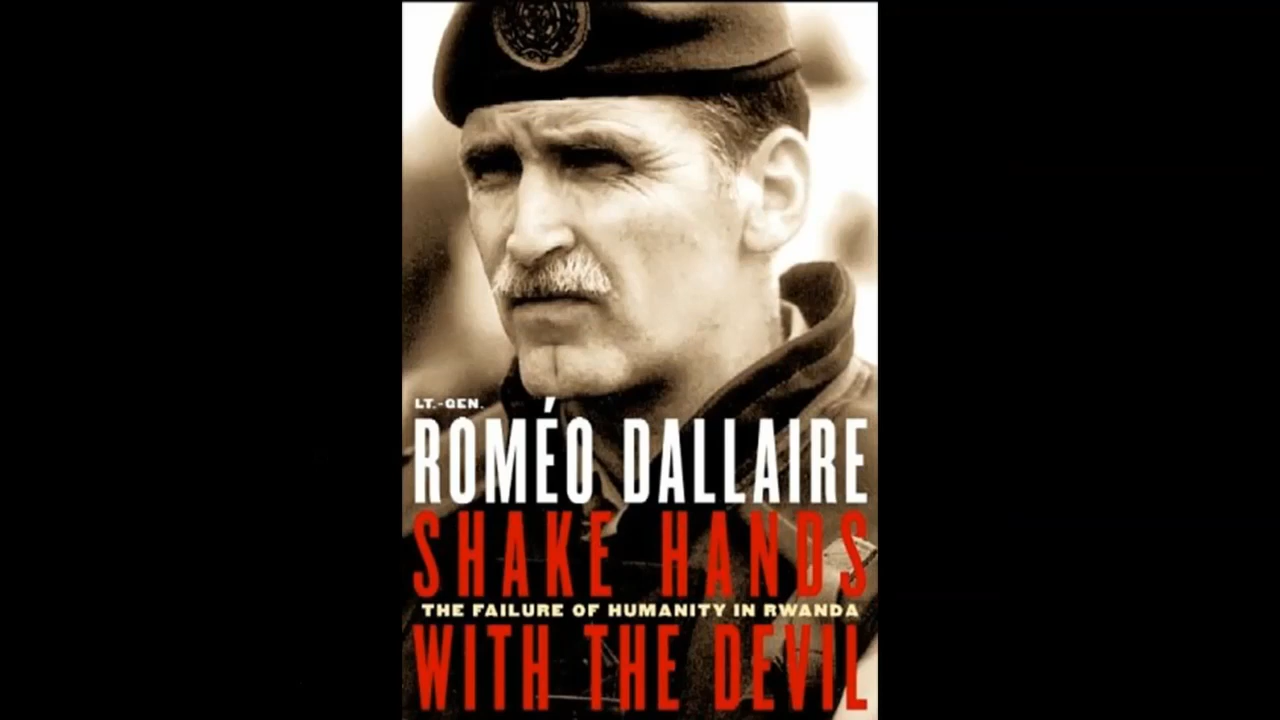 LT.-GEN.
ROMÉO DALLAIRE
SHAKE HANDS
THE FAILURE OF HUMANITY IN RWANDA
WITH THE DEVIL